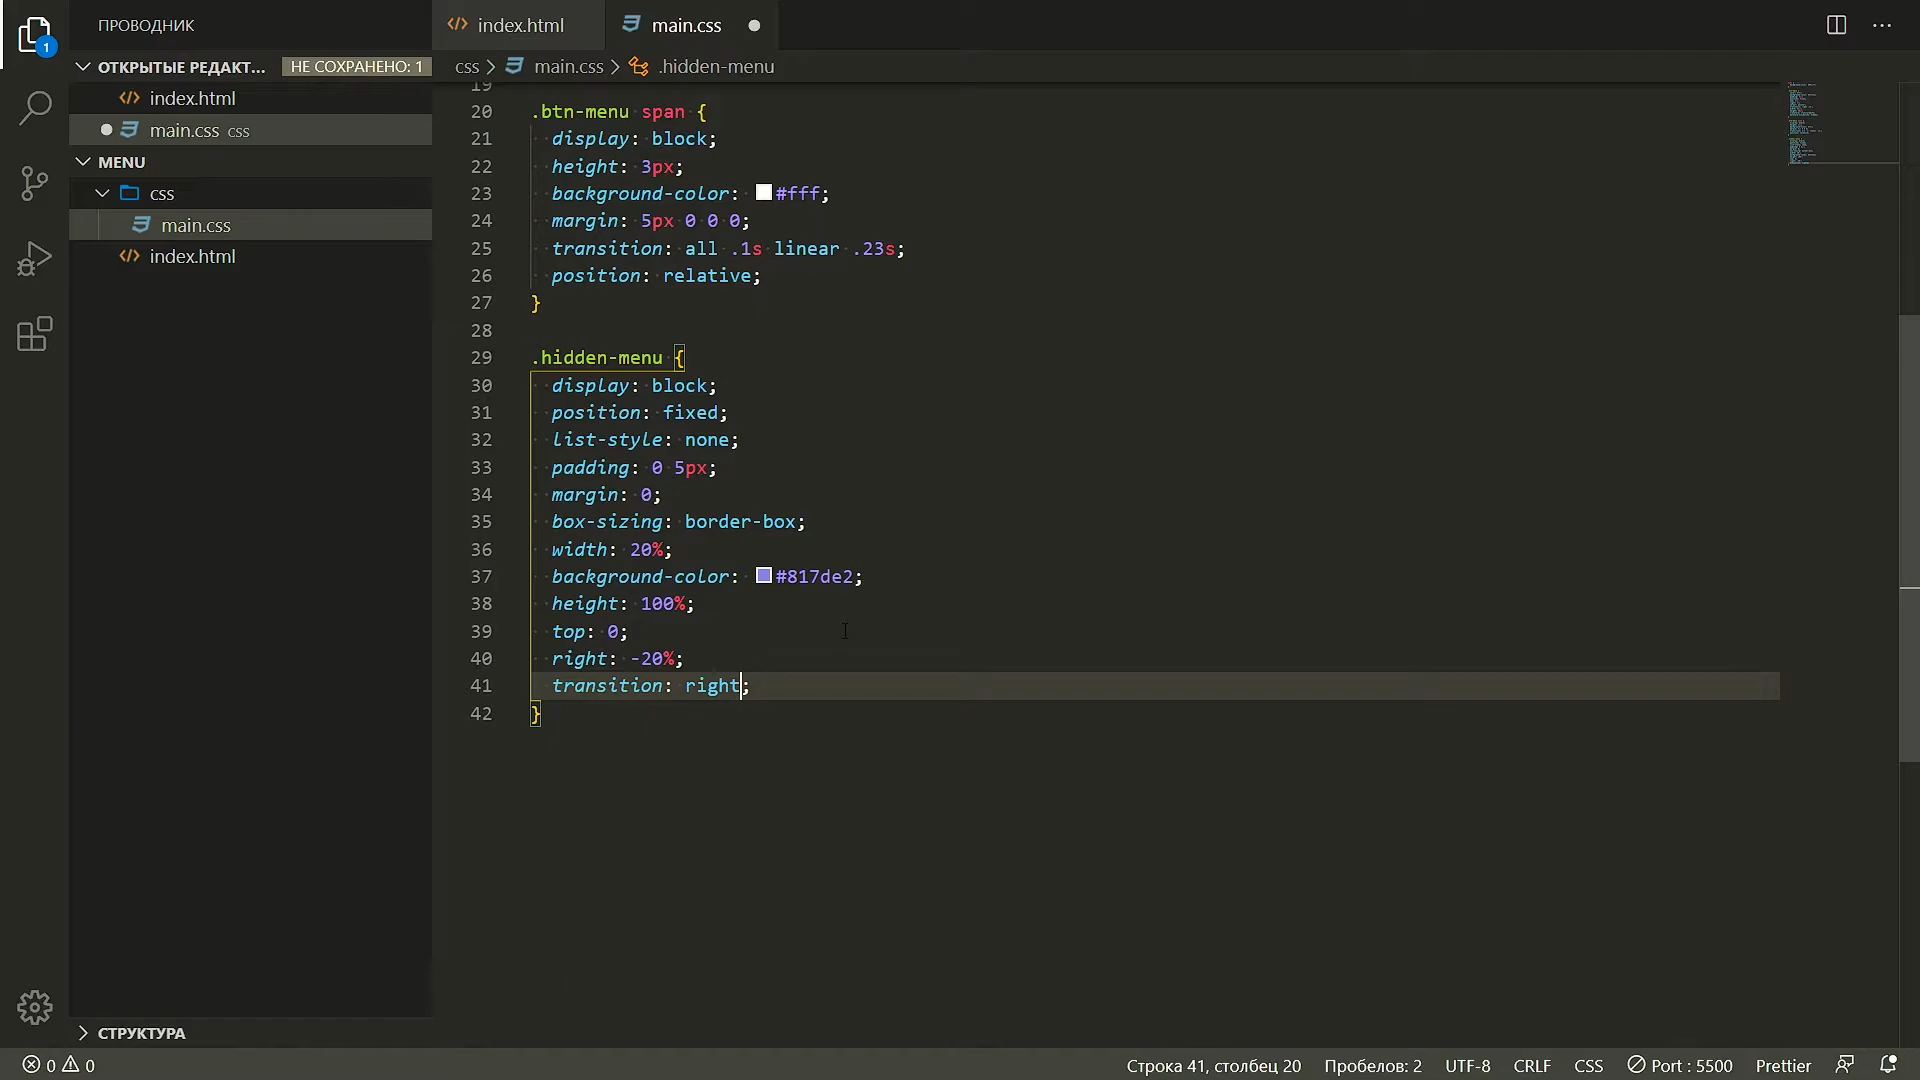 1
ПРОВОДНИК
ОТКРЫТЫЕ РЕДАКТ... НЕ СОХРАНЕНО: 1
index.html
main.css css
MENU
css
main.css
index.html
СТРУКТУРА
index.html main.css
css > main.css > .hidden-menu
19
20 .btn-menu span {
21 display: block;
22 height: 3px;
23 background-color: #fff;
24 margin: 5px 0 0 0;
25 transition: all .1s linear .23s;
26 position: relative;
27 }
28
29 .hidden-menu {
30 display: block;
31 position: fixed;
32 list-style: none;
33 padding: 0 5px;
34 margin: 0;
35 box-sizing: border-box;
36 width: 20%;
37 background-color: #817de2;
38 height: 100%;
39 top: 0;
40 right: -20%;
41 transition: right;
42 }
0 0 Строка 41, столбец 20 Пробелов: 2 UTF-8 CRLF CSS Port : 5500 Prettier